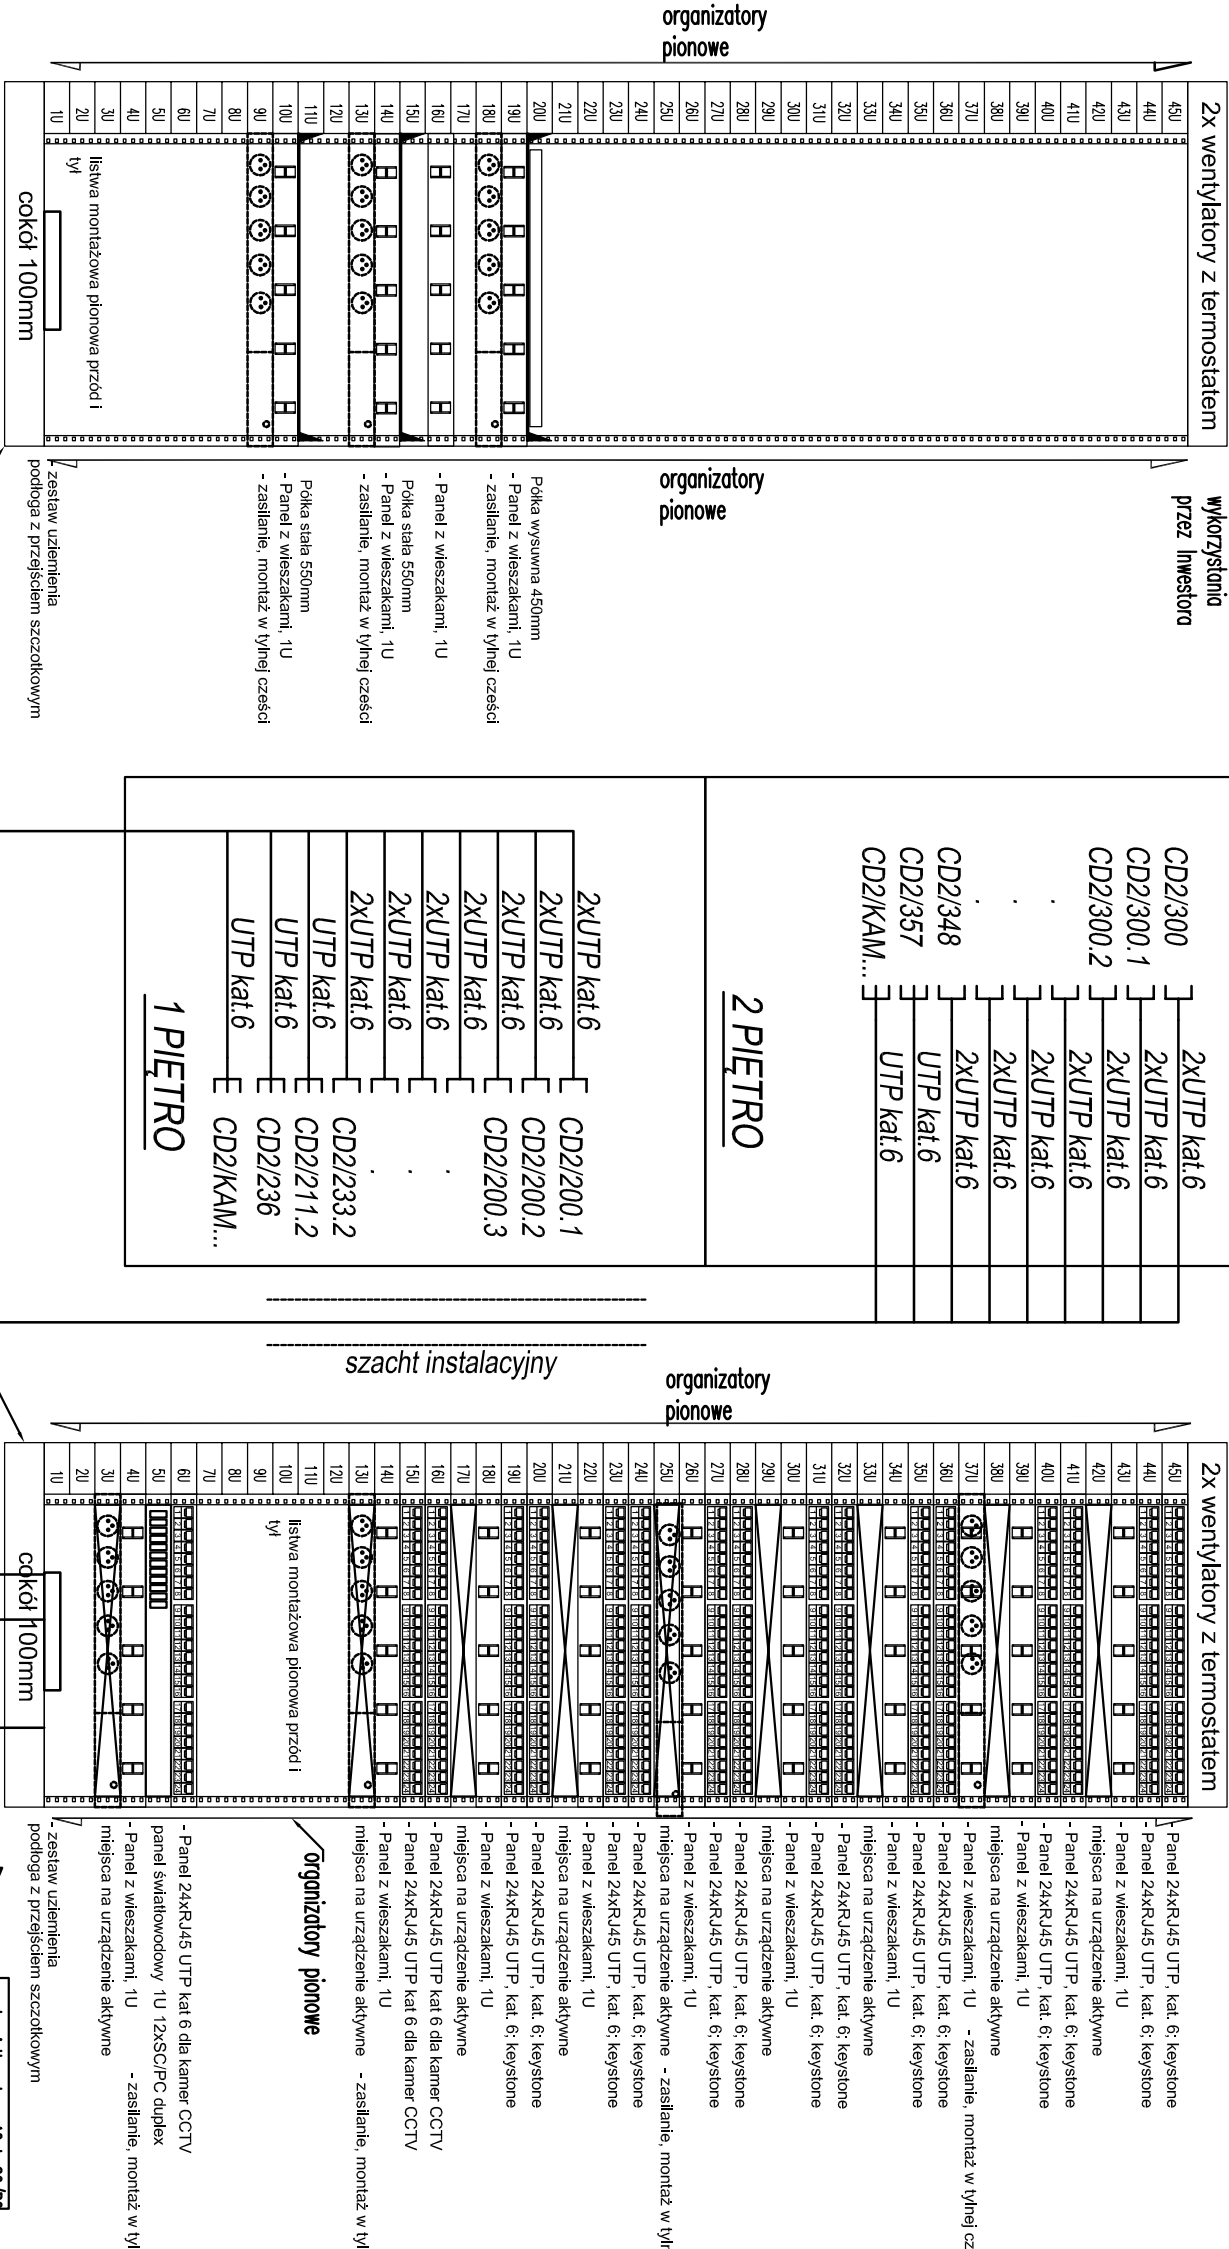 organizatory
pionowe
2x wentylatory z termostatem
45U
44U
43U
42U
41U
40U
39U
38U
37U
36U
35U
34U
33U
32U
31U
30U
29U
28U
27U
26U
25U
24U
23U
22U
21U
20U
19U
18U
17U
16U
15U
14U
13U
12U
11U
10U
9U
8U
7U
6U
5U
4U
3U
2U
1U
listwa montażowa pionowa przód i
tył
cokół 100mm
organizatory
pionowe
wykorzystania
przez Inwestora
Półka wysuwna 450mm
- Panel z wieszakami, 1U
- zasilanie, montaż w tylnej cześci
- Panel z wieszakami, 1U
Półka stała 550mm
- Panel z wieszakami, 1U
- zasilanie, montaż w tylnej cześci
Półka stała 550mm
- Panel z wieszakami, 1U
- zasilanie, montaż w tylnej cześci
- zestaw uziemienia
podłoga z przejściem szczotkowym
CD2/300
CD2/300.1
CD2/300.2
.
.
.
CD2/348
CD2/357
CD2/KAM...
2xUTP kat.6
2xUTP kat.6
2xUTP kat.6
2xUTP kat.6
2xUTP kat.6
2xUTP kat.6
2xUTP kat.6
UTP kat.6
UTP kat.6
2 PIĘTRO
2xUTP kat.6
2xUTP kat.6
2xUTP kat.6
2xUTP kat.6
2xUTP kat.6
2xUTP kat.6
2xUTP kat.6
UTP kat.6
UTP kat.6
UTP kat.6
CD2/200.1
CD2/200.2
CD2/200.3
.
.
.
CD2/233.2
CD2/211.2
CD2/236
CD2/KAM...
1 PIĘTRO
szacht instalacyjny
organizatory
pionowe
2x wentylatory z termostatem
45U
44U
43U
42U
41U
40U
39U
38U
37U
36U
35U
34U
33U
32U
31U
30U
29U
28U
27U
26U
25U
24U
23U
22U
21U
20U
19U
18U
17U
16U
15U
14U
13U
12U
11U
10U
9U
8U
7U
6U
5U
4U
3U
2U
1U
listwa montażowa pionowa przód i
tył
cokół 100mm
- Panel 24xRJ45 UTP, kat. 6; keystone
- Panel 24xRJ45 UTP, kat. 6; keystone
- Panel z wieszakami, 1U
miejsca na urządzenie aktywne
- Panel 24xRJ45 UTP, kat. 6; keystone
- Panel 24xRJ45 UTP, kat. 6; keystone
- Panel z wieszakami, 1U
miejsca na urządzenie aktywne
- Panel z wieszakami, 1U - zasilanie, montaż w tylnej cz
- Panel 24xRJ45 UTP, kat. 6; keystone
- Panel 24xRJ45 UTP, kat. 6; keystone
- Panel z wieszakami, 1U
miejsca na urządzenie aktywne
- Panel 24xRJ45 UTP, kat. 6; keystone
- Panel 24xRJ45 UTP, kat. 6; keystone
- Panel z wieszakami, 1U
miejsca na urządzenie aktywne
- Panel 24xRJ45 UTP, kat. 6; keystone
- Panel 24xRJ45 UTP, kat. 6; keystone
- Panel z wieszakami, 1U
miejsca na urządzenie aktywne - zasilanie, montaż w tyln
- Panel 24xRJ45 UTP, kat. 6; keystone
- Panel 24xRJ45 UTP, kat. 6; keystone
- Panel z wieszakami, 1U
miejsca na urządzenie aktywne
- Panel 24xRJ45 UTP, kat. 6; keystone
- Panel 24xRJ45 UTP, kat. 6; keystone
- Panel z wieszakami, 1U
miejsca na urządzenie aktywne
- Panel 24xRJ45 UTP kat 6 dla kamer CCTV
- Panel 24xRJ45 UTP kat 6 dla kamer CCTV
- Panel z wieszakami, 1U
miejsca na urządzenie aktywne - zasilanie, montaż w tyl
organizatory pionowe
- Panel 24xRJ45 UTP kat 6 dla kamer CCTV
panel światłowodowy 1U 12xSC/PC duplex
- Panel z wieszakami, 1U - zasilanie, montaż w tyl
miejsca na urządzenie aktywne
- zestaw uziemienia
podłoga z przejściem szczotkowym